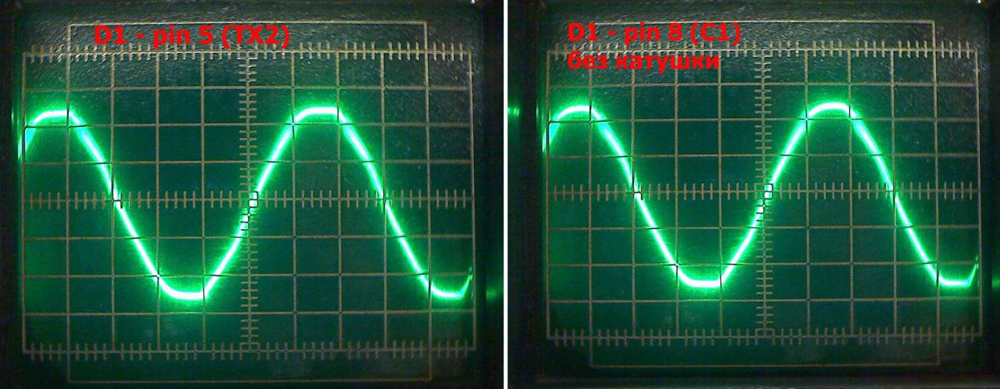 D1 - pin 5 (TX2)
D1 - pin 8 (C1)
без катушки